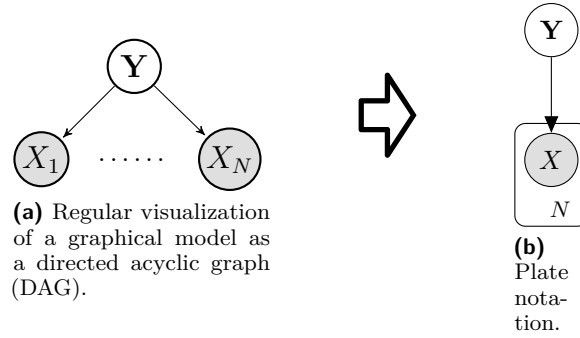 Y
X1 ...... XN
(a) Regular visualization
of a graphical model as
a directed acyclic graph
(DAG).
Y
X
N
(b)
Plate
nota-
tion.